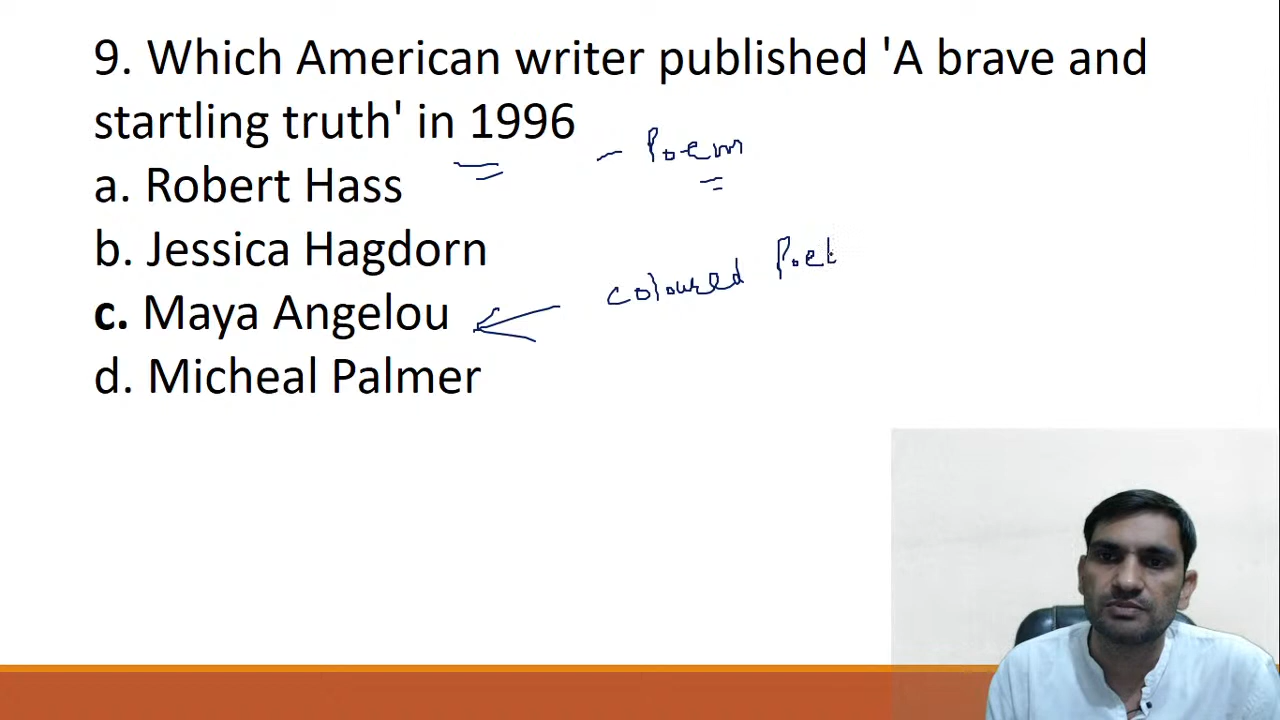 9. Which American writer published 'A brave and
startling truth' in 1996
- Poem
a. Robert Hass
b. Jessica Hagdorn
coloured Poet
c. Maya Angelou
d. Micheal Palmer